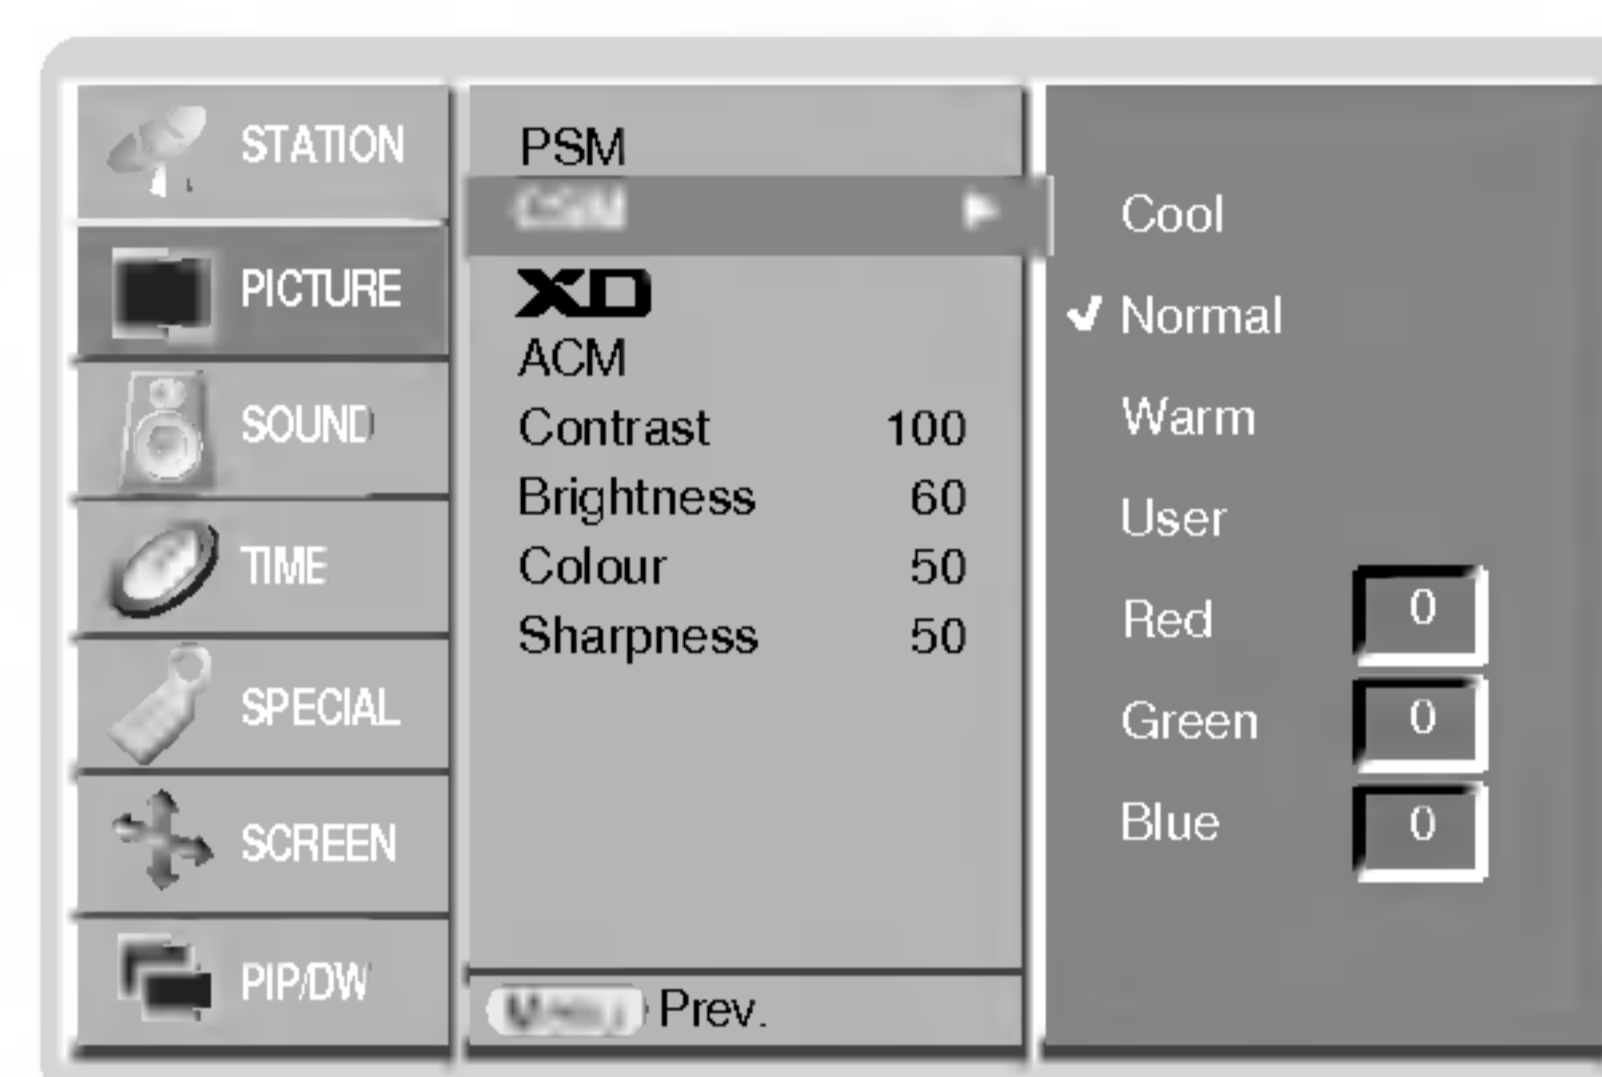 STATION
PICTURE
SOUND
TIME
SPECIAL
SCREEN
PIP/DW
PSM
CSM
XD
ACM
Contrast 100
Brightness 60
Colour 50
Sharpness 50
Prev.
Cool
Normal
Warm
User
Red 0
Green 0
Blue 0